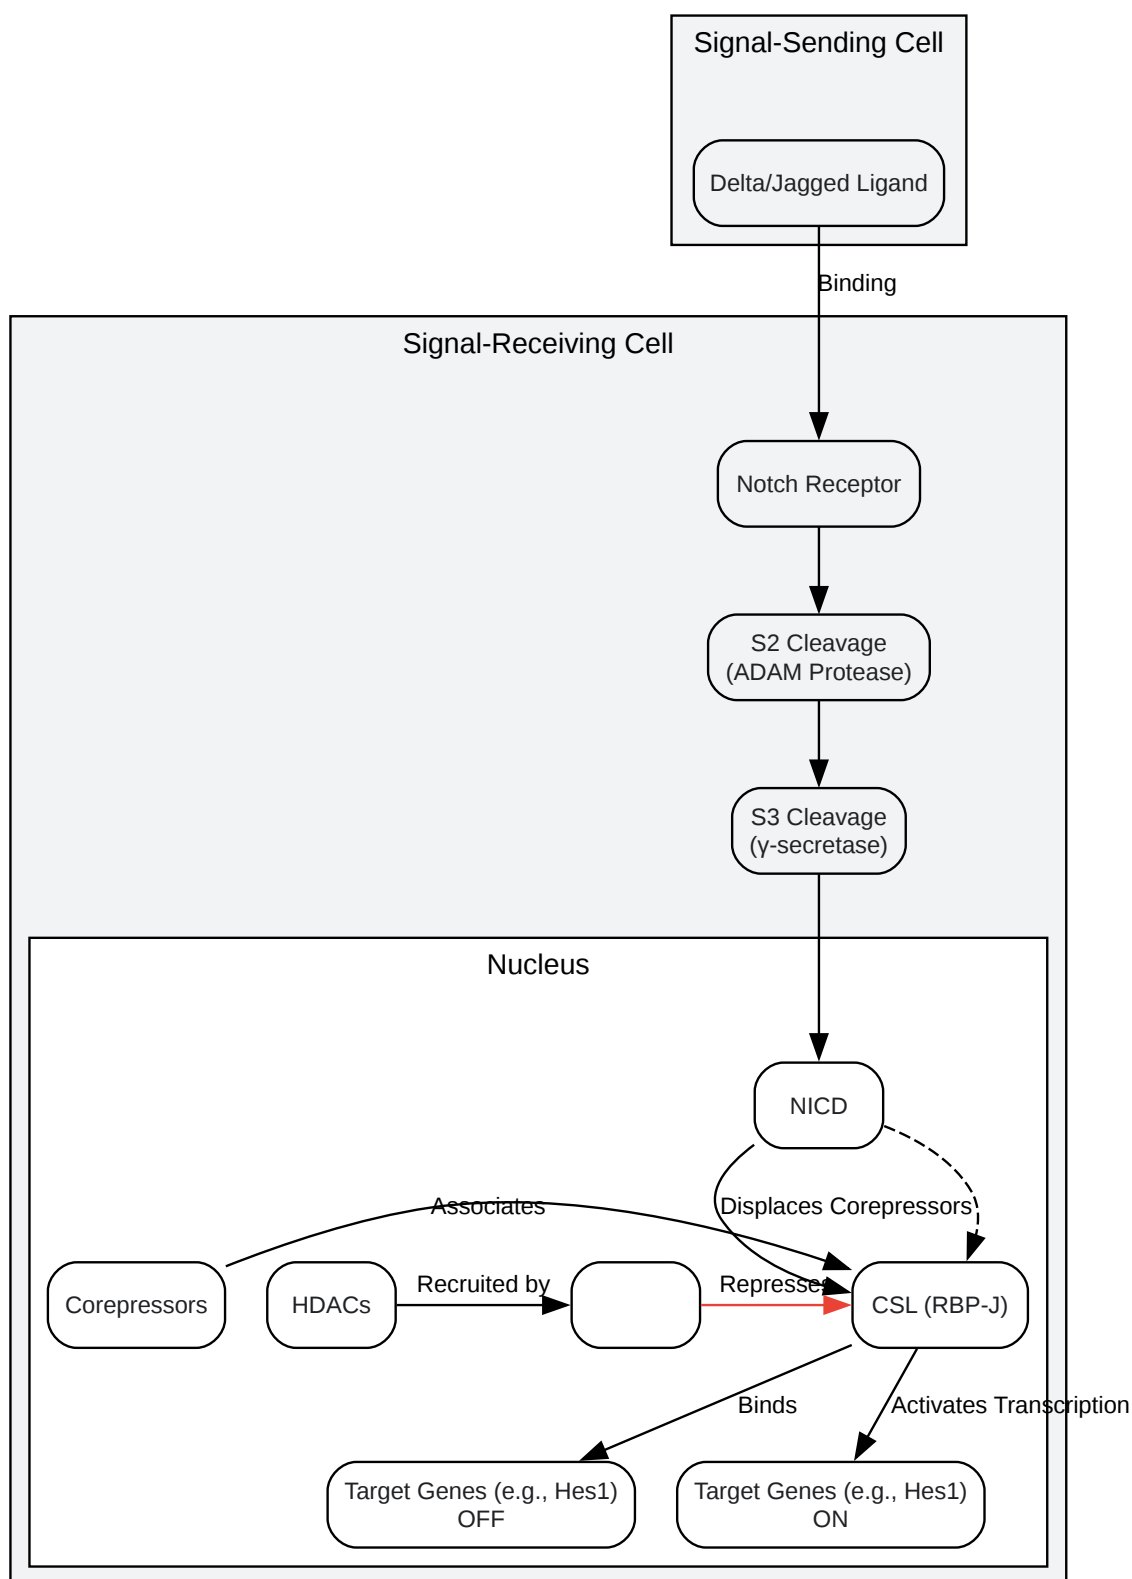 Signal-Sending Cell
Delta/Jagged Ligand
Binding
Signal-Receiving Cell
Notch Receptor
S2 Cleavage
(ADAM Protease)
S3 Cleavage
(γ-secretase)
Nucleus
NICD
Associates
Displaces Corepressors
Corepressors
HDACs
Recruited by
Represses
CSL (RBP-J)
Binds
Activates Transcription
Target Genes (e.g., Hes1)
OFF
Target Genes (e.g., Hes1)
ON